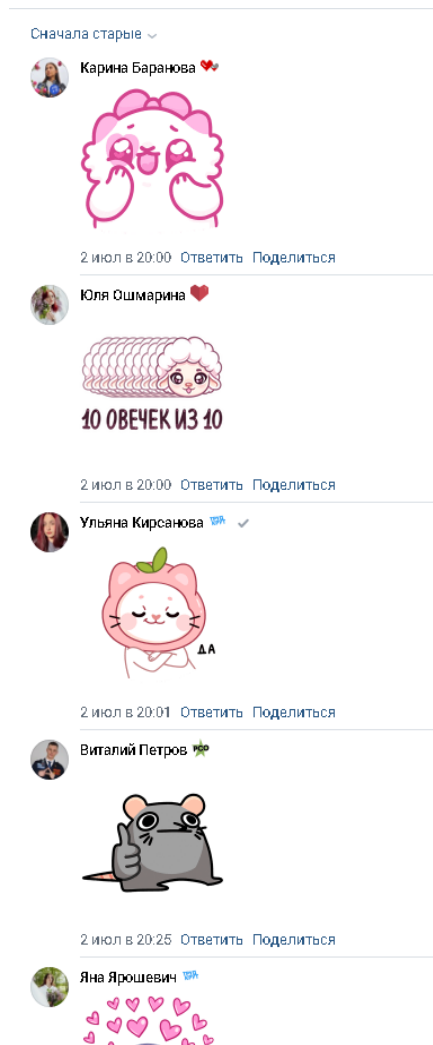 Сначала старые
Карина Баранова
2 июл в 20:00 Ответить Поделиться
Юля Ошмарина
10 ОВЕЧЕК ИЗ 10
2 июл в 20:00 Ответить Поделиться
Ульяна Кирсанова
ДА
2 июл в 20:01 Ответить Поделиться
Виталий Петров РСО
2 июл в 20:25 Ответить Поделиться
Яна Ярошевич